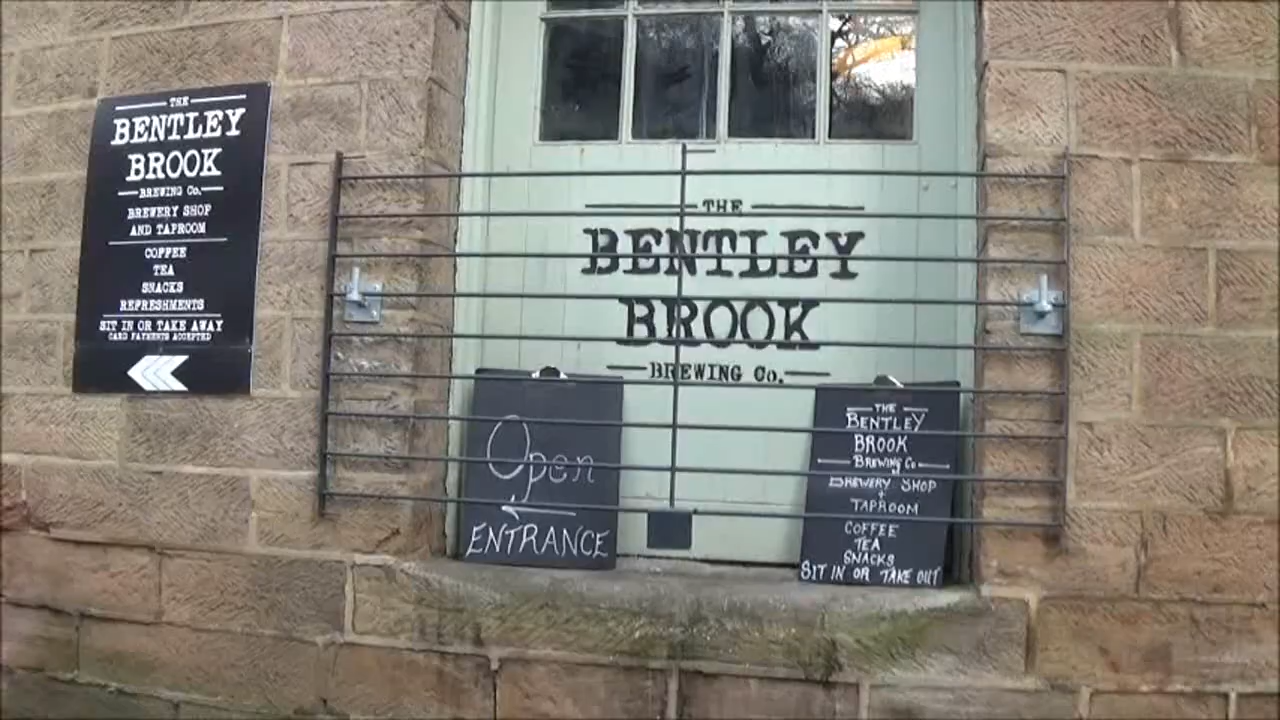 THE
BENTLEY
BROOK
BREWING Co.
BREWERY SHOP
AND TAPROOM
COFFEE
TEA
SNACKS
REFRESHMENTS
SIT IN OR TAKE AWAY
CARD PAYMENTS ACCEPTED
THE
BENTLEY
BROOK
BREWING Co.
Open
ENTRANCE
THE
BENTLEY
BROOK
BREWING Co
BREWERY SHOP
+
TAPROOM
COFFEE
TEA
SNACKS
SIT IN OR TAKE OUT